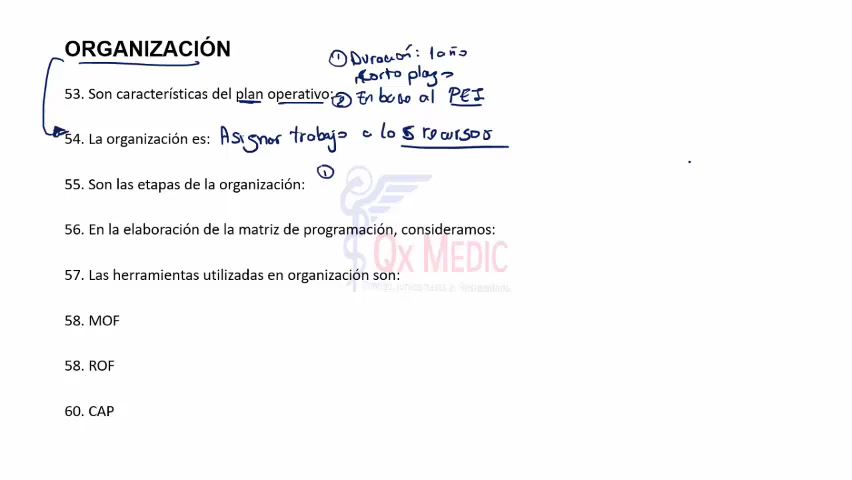 ORGANIZACIÓN
① Duración: 1 año
Corto plazo
53. Son características del plan operativo: ② En base al PEI
54. La organización es: Asignar trabajo a los recursos
55. Son las etapas de la organización: ①
56. En la elaboración de la matriz de programación, consideramos:
Qx MEDIC
57. Las herramientas utilizadas en organización son:
58. MOF
58. ROF
60. CAP